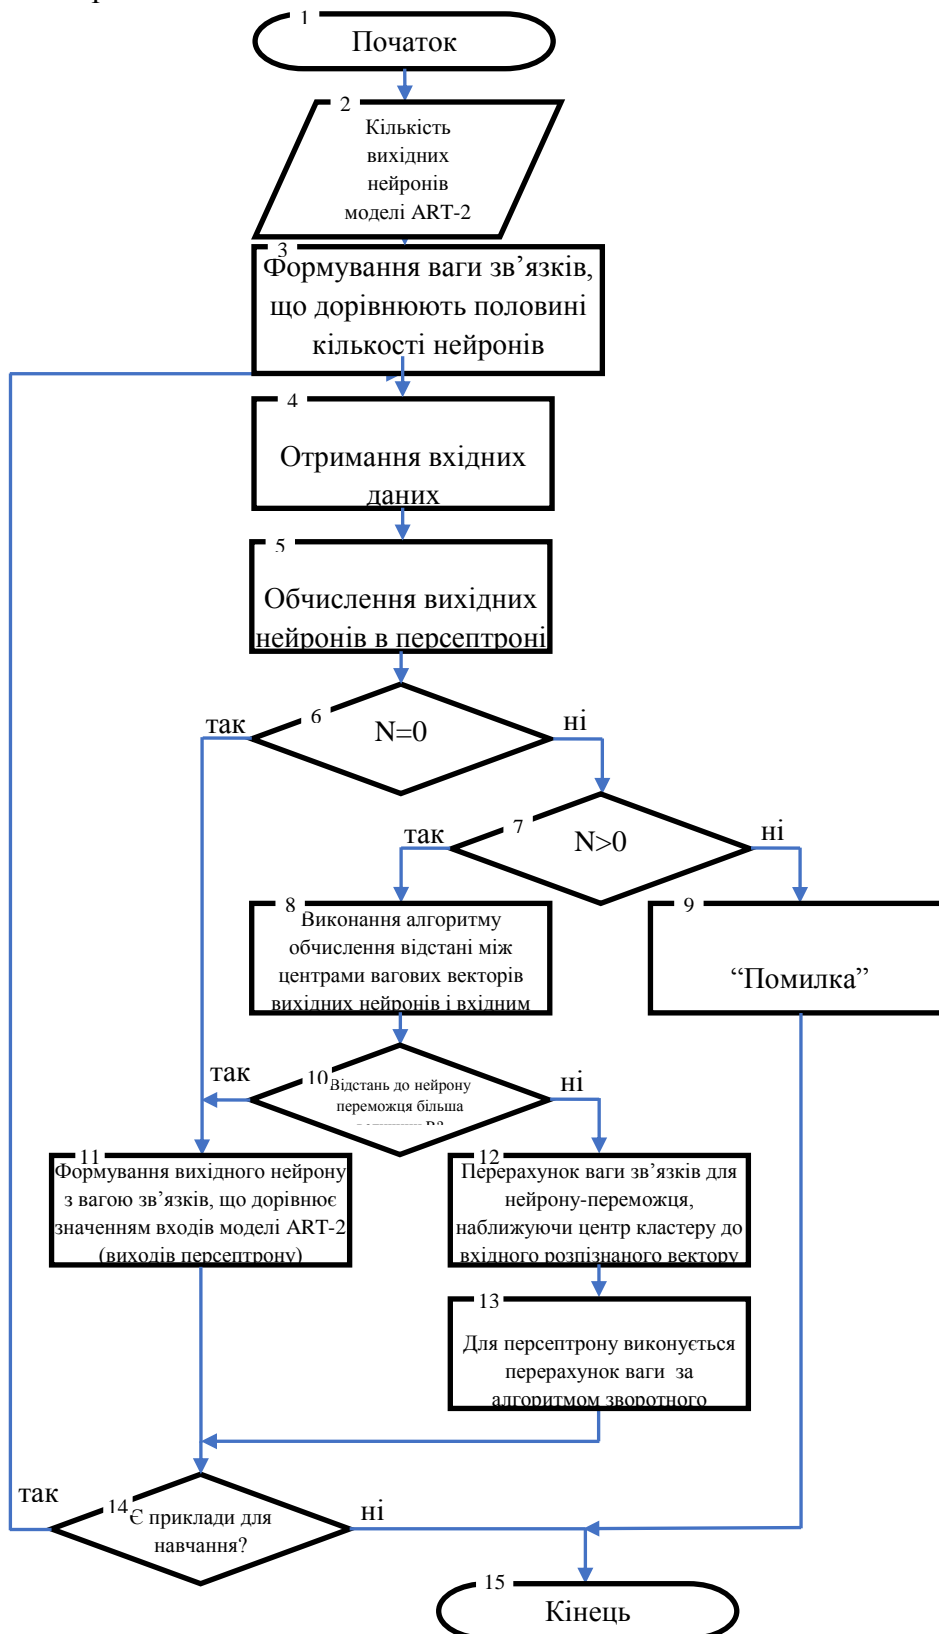 1
Початок
2
Кількість
вихідних
нейронів
моделі ART-2
3
Формування ваги зв’язків,
що дорівнюють половині
кількості нейронів
4
Отримання вхідних
даних
5
Обчислення вихідних
нейронів в персептроні
6
так
N=0
ні
7
так
N>0
ні
8
Виконання алгоритму
обчислення відстані між
центрами вагових векторів
вихідних нейронів і вхідним
9
“Помилка”
10
так
Відстань до нейрону
переможця більша
ні
11
Формування вихідного нейрону
з вагою зв’язків, що дорівнює
значенням входів моделі ART-2
(виходів персептрону)
12
Перерахунок ваги зв’язків для
нейрону-переможця,
наближуючи центр кластеру до
вхідного розпізнаного вектору
13
Для персептрону виконується
перерахунок ваги за
алгоритмом зворотного
14
так
Є приклади для
навчання?
ні
15
Кінець